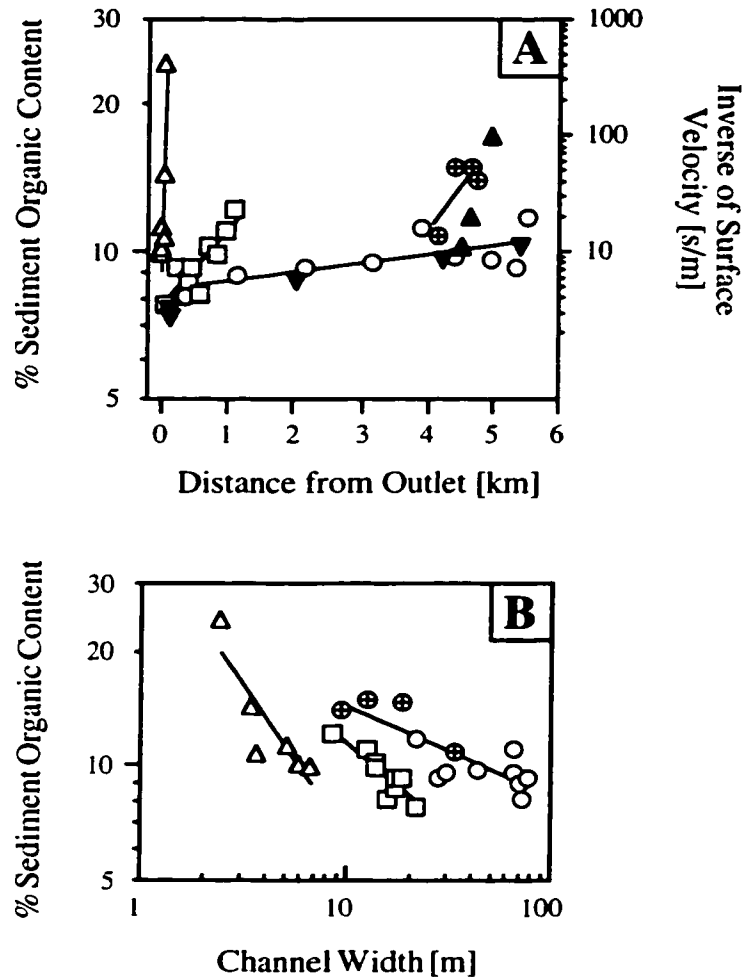 30
20
10
5
% Sediment Organic Content
A
1000
100
10
Inverse of Surface
Velocity [s/m]
0 1 2 3 4 5 6
Distance from Outlet [km]
30
20
10
5
% Sediment Organic Content
B
1 10 100
Channel Width [m]